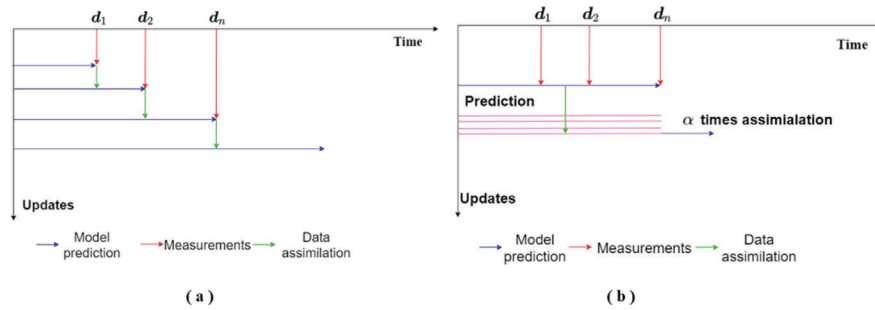 d1 d2 dn
Time
Updates
Model prediction
Measurements
Data assimilation
( a )
d1 d2 dn
Time
Prediction
α times assimialation
Updates
Model prediction
Measurements
Data assimilation
( b )